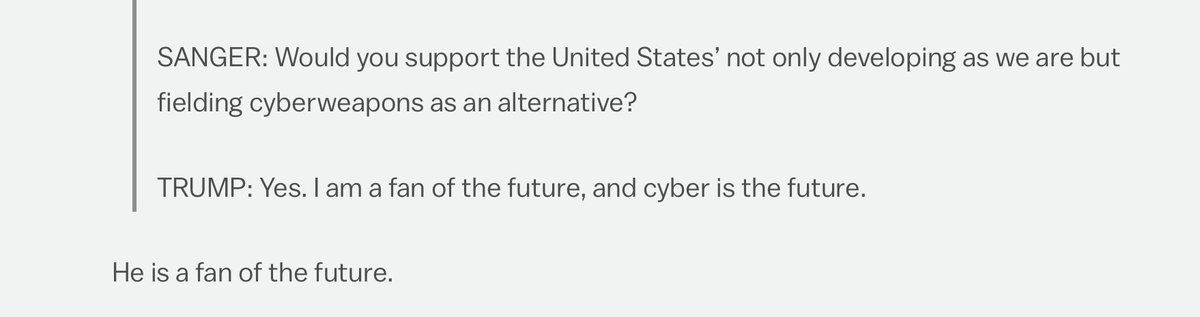 SANGER: Would you support the United States’ not only developing as we are but
fielding cyberweapons as an alternative?
TRUMP: Yes. I am a fan of the future, and cyber is the future.
He is a fan of the future.